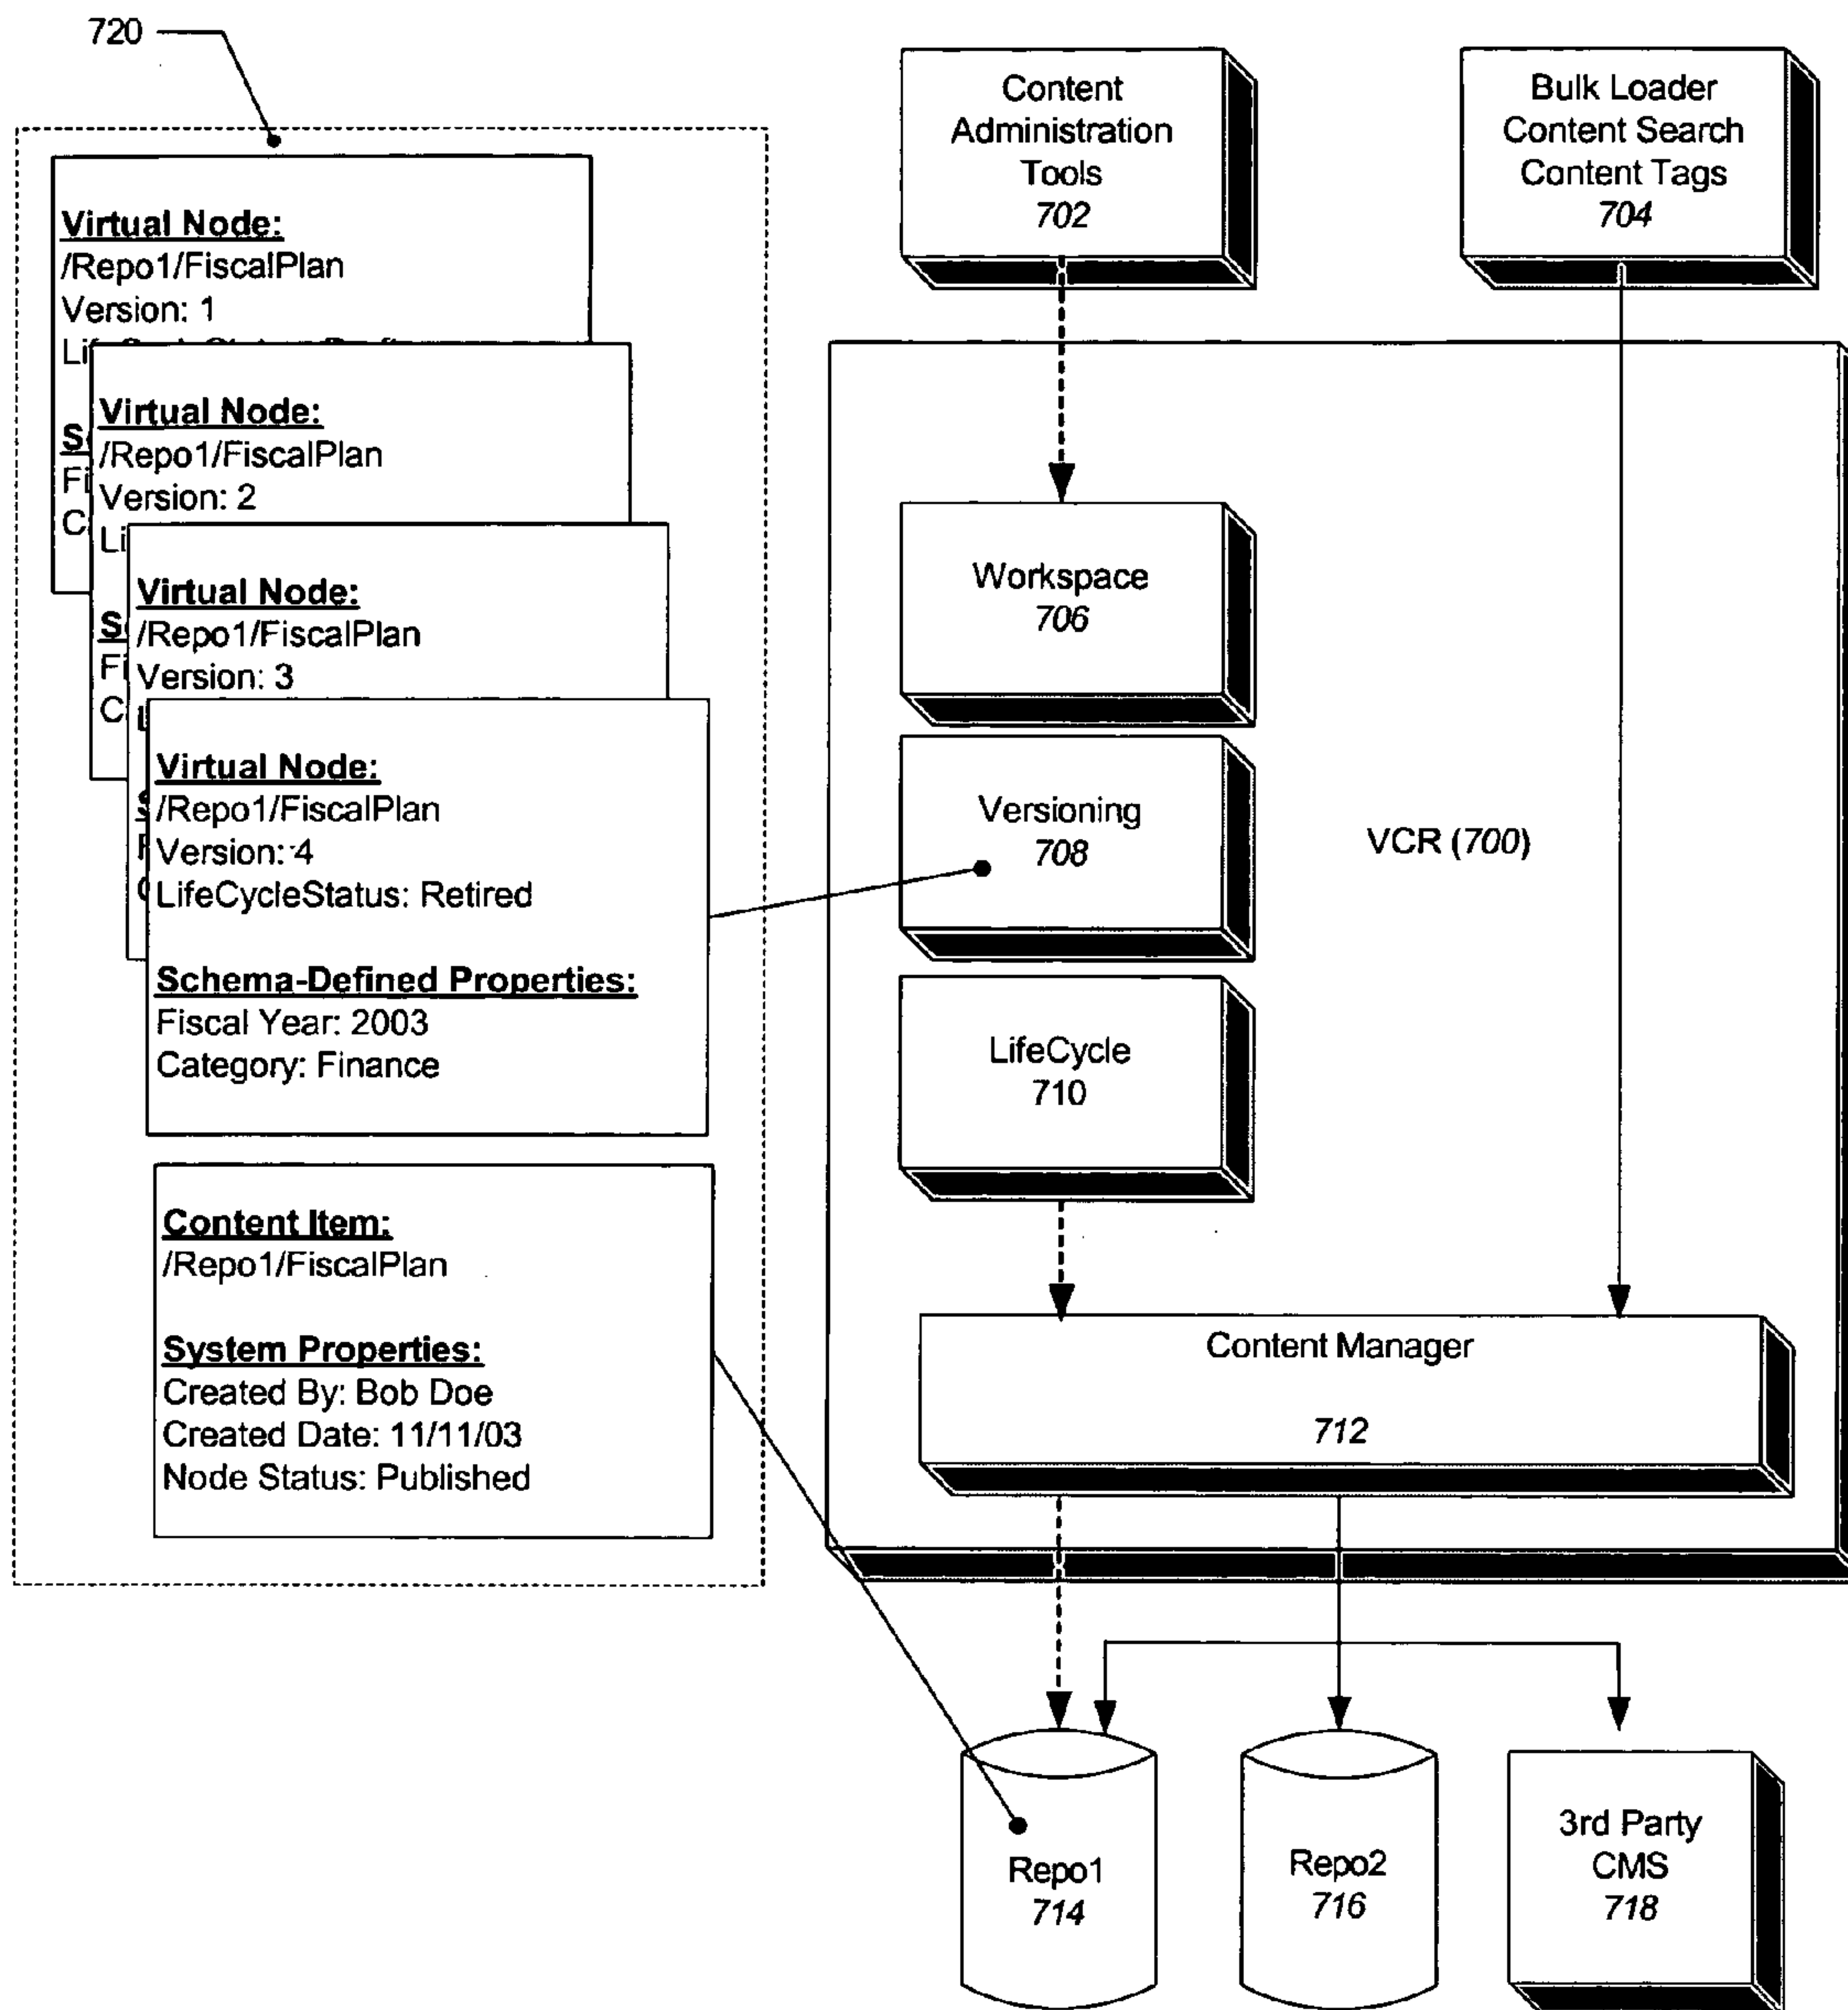 720
Virtual Node:
/Repo1/FiscalPlan
Version: 1
Virtual Node:
/Repo1/FiscalPlan
Version: 2
Virtual Node:
/Repo1/FiscalPlan
Version: 3
Virtual Node:
/Repo1/FiscalPlan
Version: 4
LifeCycleStatus: Retired
Schema-Defined Properties:
Fiscal Year: 2003
Category: Finance
Content Item:
/Repo1/FiscalPlan
System Properties:
Created By: Bob Doe
Created Date: 11/11/03
Node Status: Published
Content
Administration
Tools
702
Bulk Loader
Content Search
Content Tags
704
Workspace
706
Versioning
708
VCR (700)
LifeCycle
710
Content Manager
712
Repo1
714
Repo2
716
3rd Party
CMS
718